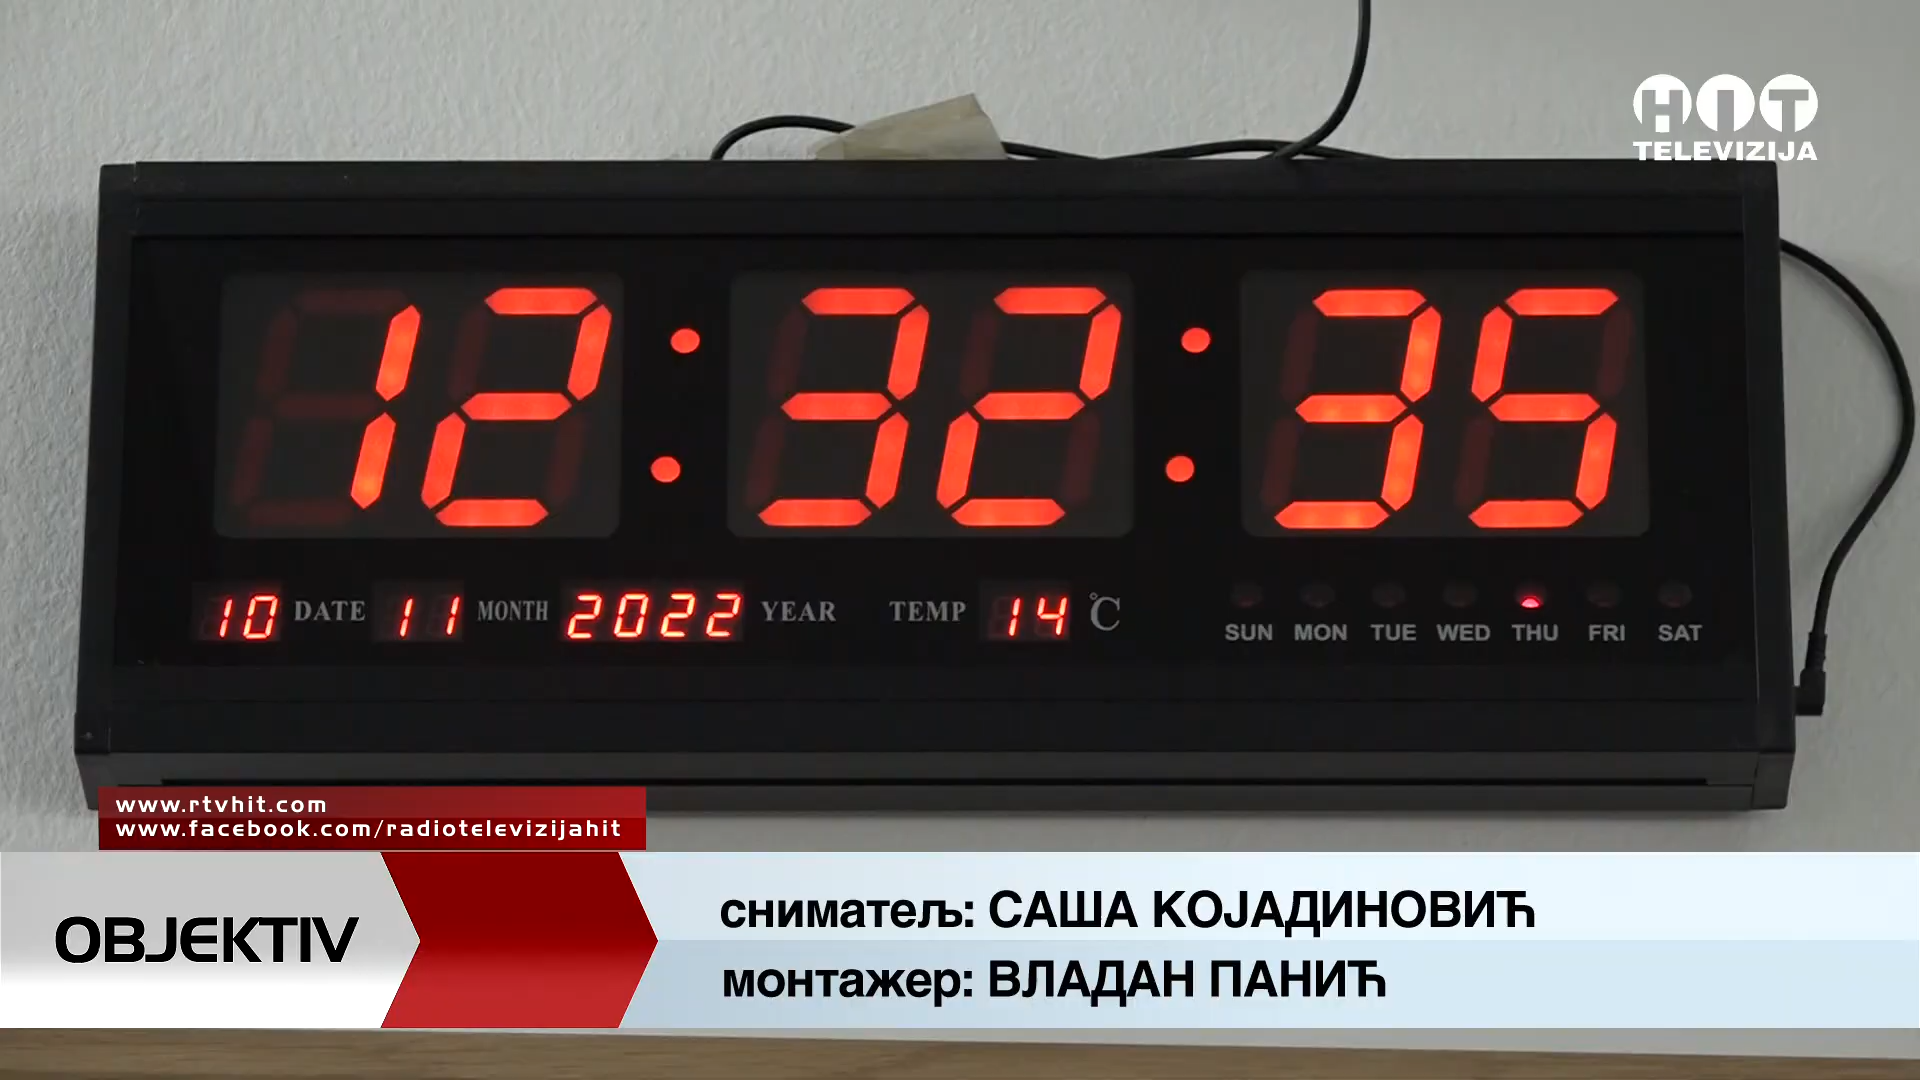 HIT
TELEVIZIJA
12:32:35
10 DATE 11 MONTH 2022 YEAR TEMP 14 °C
SUN MON TUE WED THU FRI SAT
www.rtvhit.com
www.facebook.com/radiotelevizijahit
OBJEKTIV
сниматељ: САША КОЈАДИНОВИЋ
монтажер: ВЛАДАН ПАНИЋ